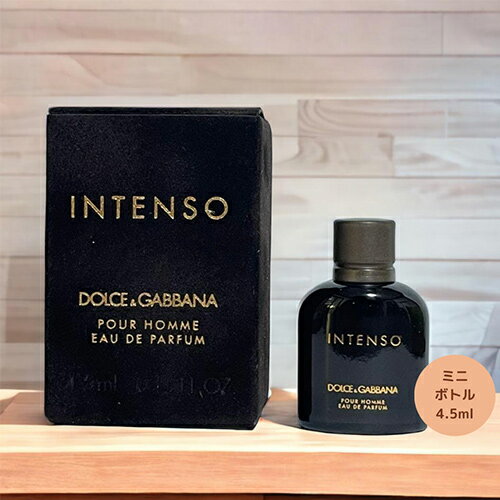 INTENSO
DOLCE & GABBANA
POUR HOMME
EAU DE PARFUM
INTENSO
DOLCE & GABBANA
POUR HOMME
EAU DE PARFUM
ミニ
ボトル
4.5ml